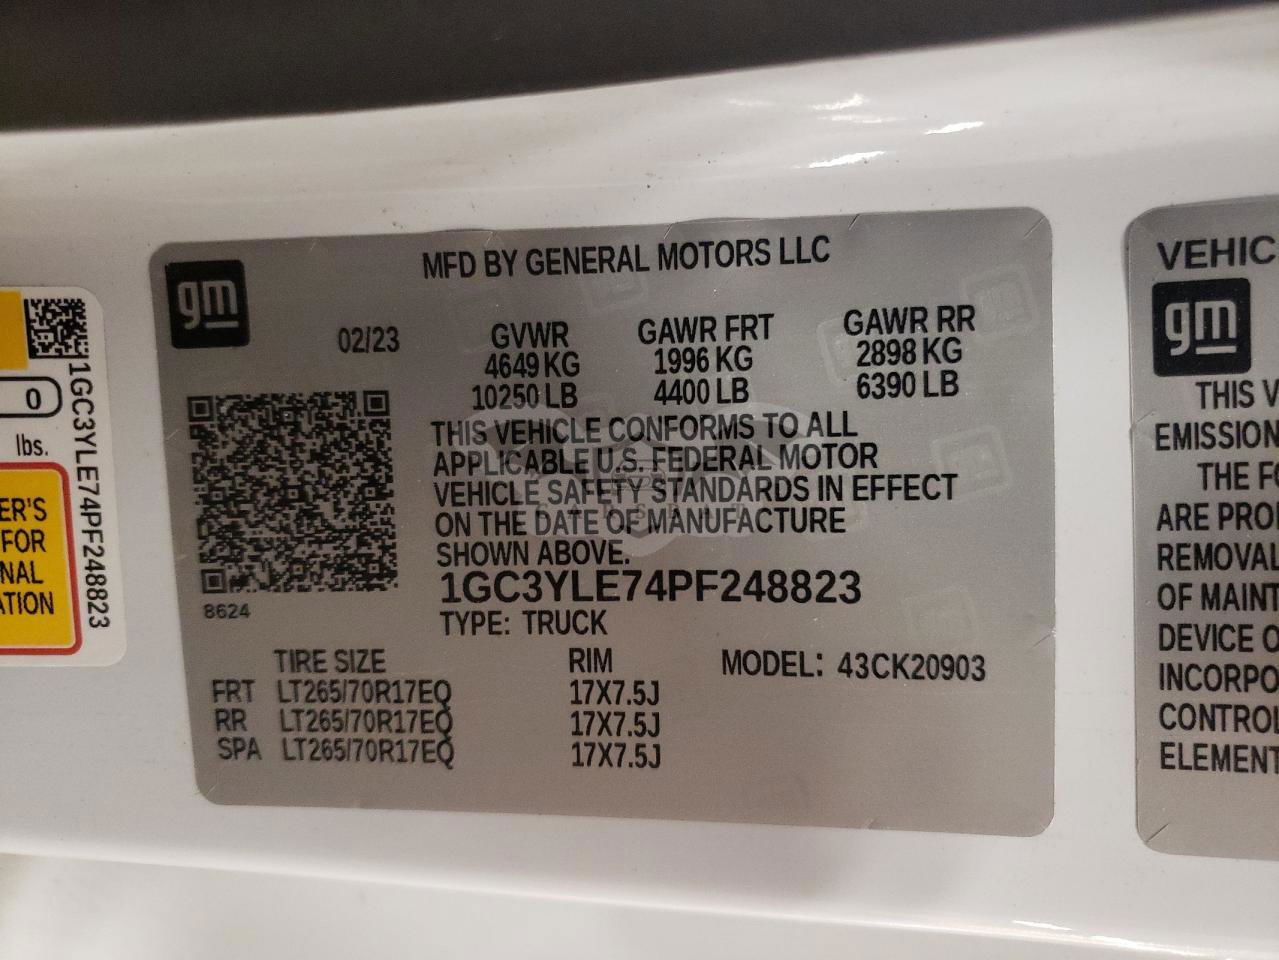 MFD BY GENERAL MOTORS LLC
gm
02/23
GVWR GAWR FRT GAWR RR
4649 KG 1996 KG 2898 KG
10250 LB 4400 LB 6390 LB
THIS VEHICLE CONFORMS TO ALL
APPLICABLE U.S. FEDERAL MOTOR
VEHICLE SAFETY STANDARDS IN EFFECT
ON THE DATE OF MANUFACTURE
SHOWN ABOVE.
1GC3YLE74PF248823
8624
TYPE: TRUCK
TIRE SIZE RIM MODEL: 43CK20903
FRT LT265/70R17EQ 17X7.5J
RR LT265/70R17EQ 17X7.5J
SPA LT265/70R17EQ 17X7.5J
1GC3YLE74PF248823
0
lbs.
ER'S
FOR
NAL
ATION
VEHIC
gm
THIS V
EMISSION
THE FO
ARE PRO
REMOVAL
OF MAINT
DEVICE O
INCORPO
CONTROL
ELEMENT